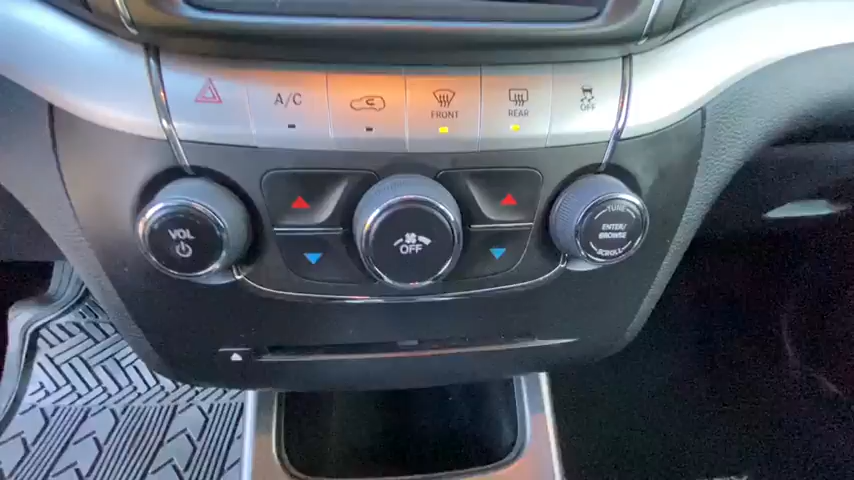 A/C
FRONT
REAR
OFF
VOL
OFF
TUNE
ENTER/
BROWSE
SCROLL